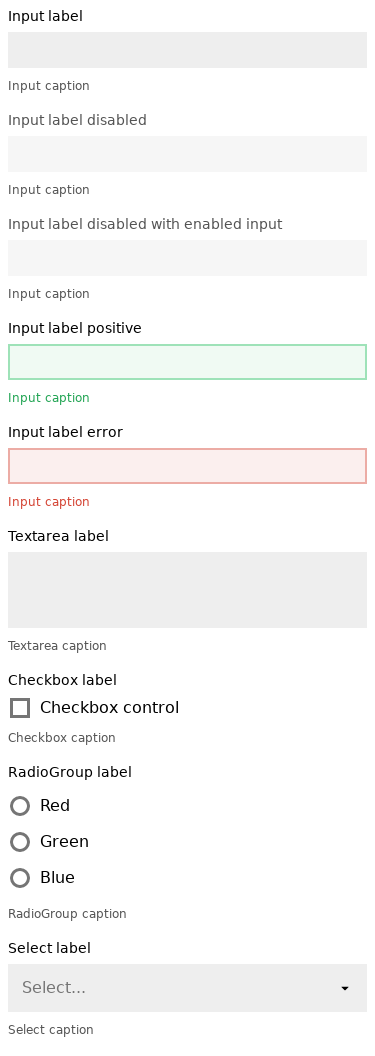 Input label
Input caption
Input label disabled
Input caption
Input label disabled with enabled input
Input caption
Input label positive
Input caption
Input label error
Input caption
Textarea label
Textarea caption
Checkbox label
Checkbox control
Checkbox caption
RadioGroup label
Red
Green
Blue
RadioGroup caption
Select label
Select...
Select caption